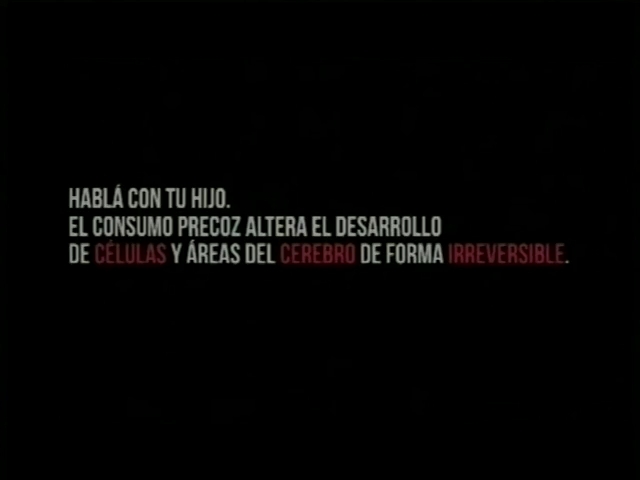 HABLÁ CON TU HIJO.
EL CONSUMO PRECOZ ALTERA EL DESARROLLO
DE CÉLULAS Y ÁREAS DEL CEREBRO DE FORMA IRREVERSIBLE.